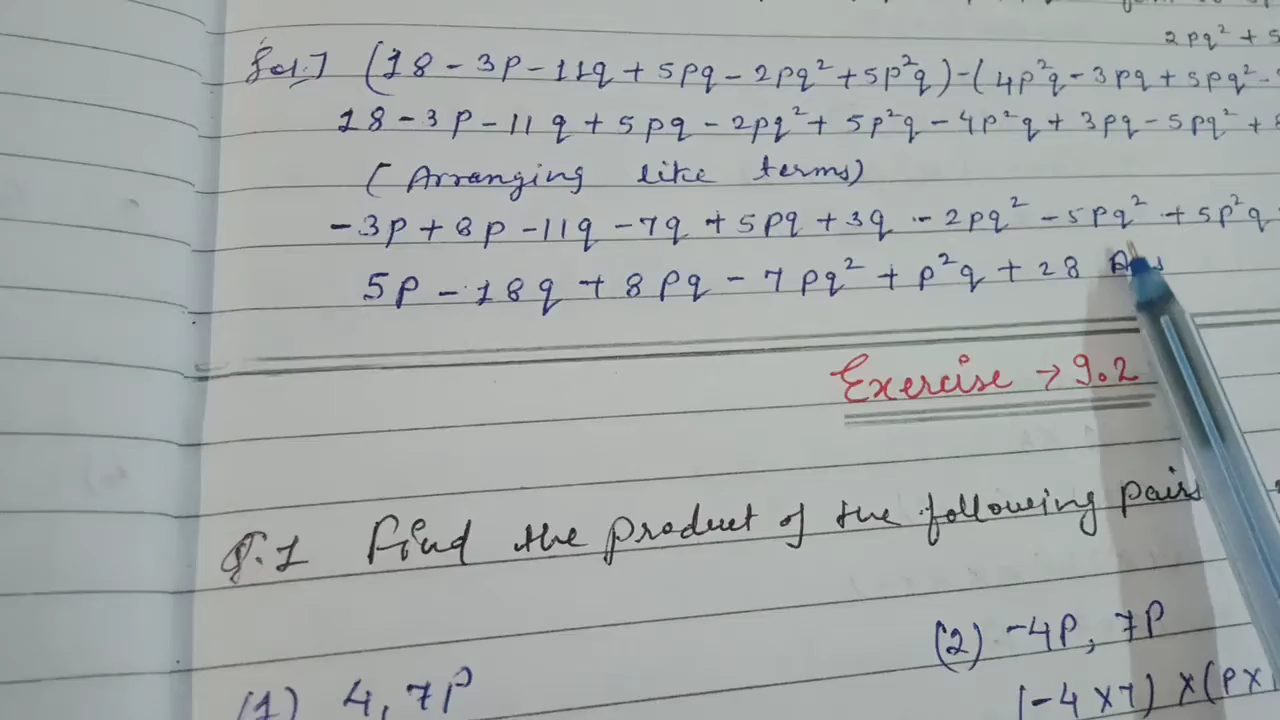 2pq² + 5
Sol.] (18 - 3p - 11q + 5pq - 2pq² + 5p²q) - (4p²q - 3pq + 5pq² -
18 - 3p - 11q + 5pq - 2pq² + 5p²q - 4p²q + 3pq - 5pq² +
(Arranging like terms)
-3p + 8p - 11q - 7q + 5pq + 3q - 2pq² - 5pq² + 5p²q
5p - 18q + 8pq - 7pq² + p²q + 28 Ans
Exercise → 9.2
Q.1 Find the product of the following pairs
(1) 4, 7p
(2) -4p, 7p
(-4 × 7) × (p ×